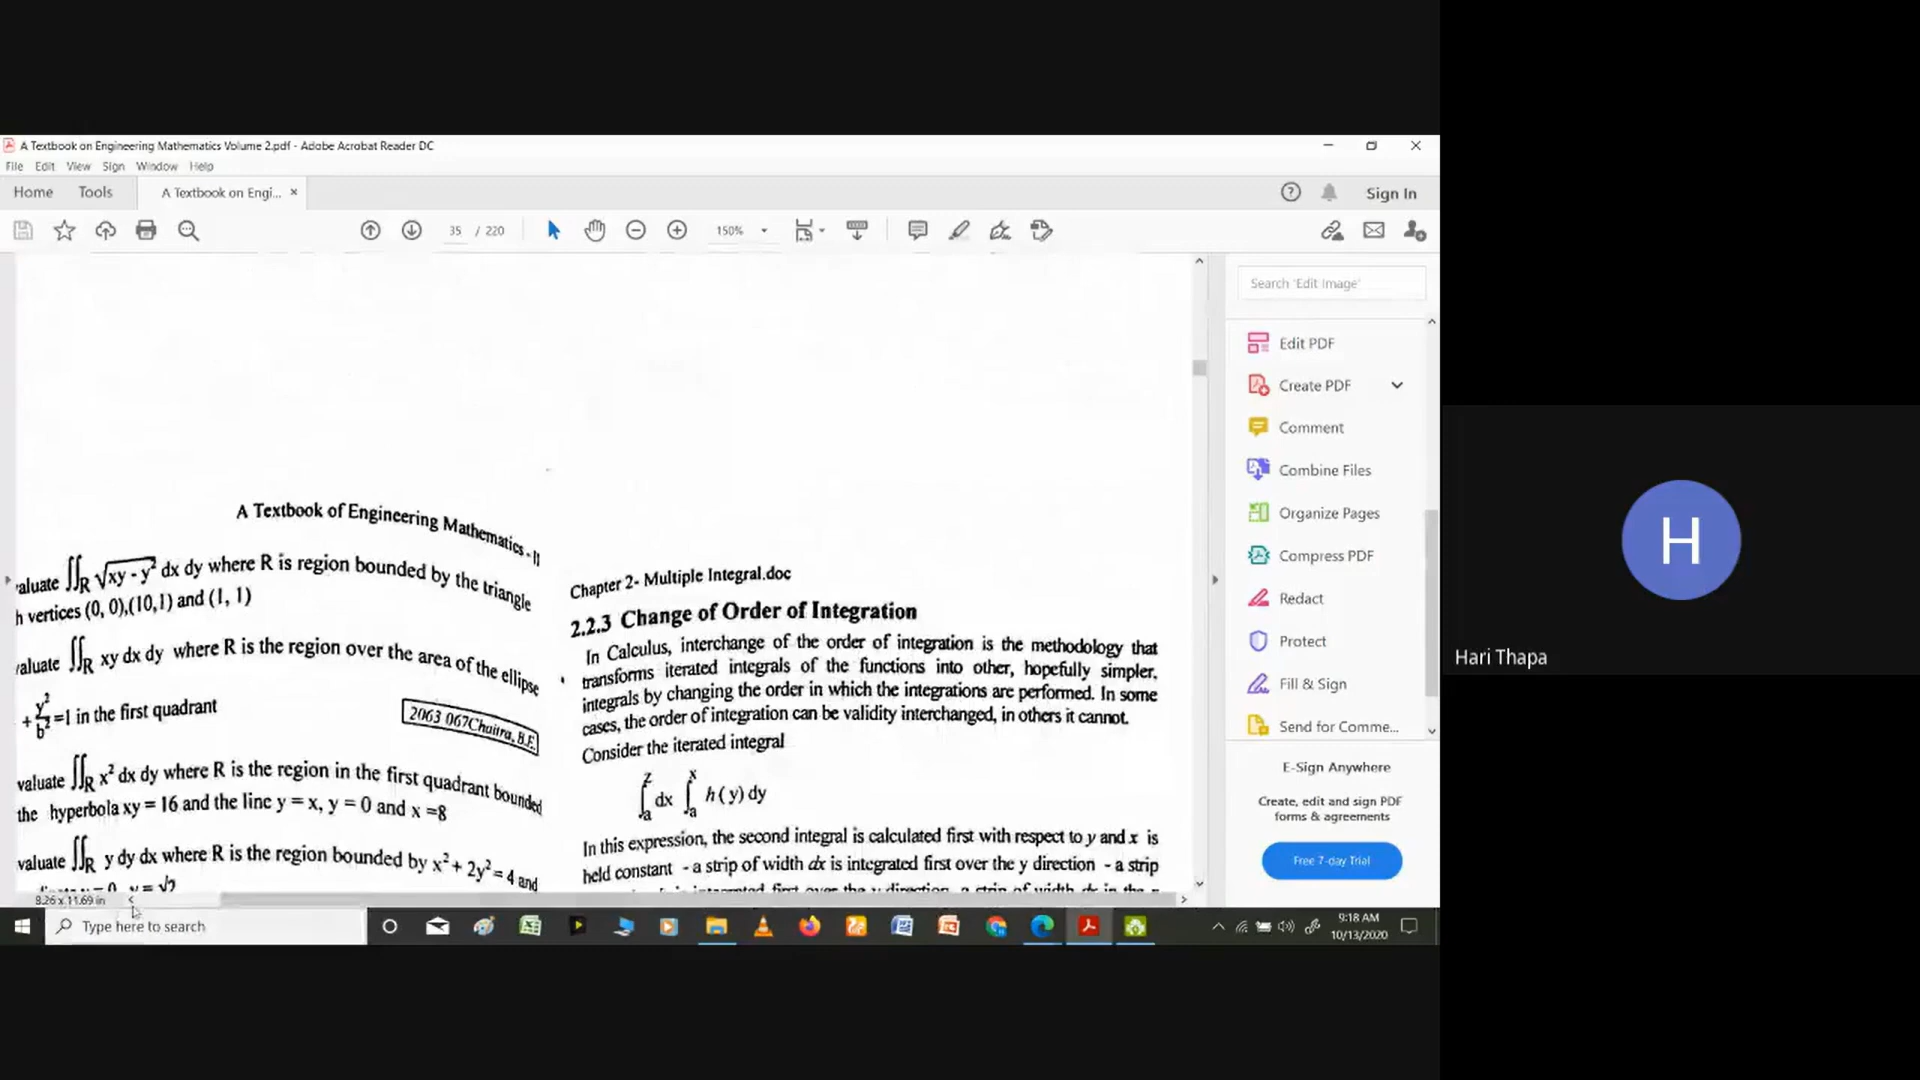 A Textbook on Engineering Mathematics Volume 2.pdf - Adobe Acrobat Reader DC
File Edit View Sign Window Help
Home Tools A Textbook on Engi... × Sign In
35 / 220 150%
Search 'Edit Image'
Edit PDF
Create PDF
Comment
Combine Files
Organize Pages
Compress PDF
Redact
Protect
Fill & Sign
Send for Comme...
E-Sign Anywhere
Create, edit and sign PDF
forms & agreements
Free 7-day Trial
A Textbook of Engineering Mathematics - II
valuate ∬R √(xy - y²) dx dy where R is region bounded by the triangle
h vertices (0, 0),(10,1) and (1, 1)
valuate ∬R xy dx dy where R is the region over the area of the ellipse
+ y²/b² =1 in the first quadrant
2063 067Chaitra, B.E.
valuate ∬R x² dx dy where R is the region in the first quadrant bounded
the hyperbola xy = 16 and the line y = x, y = 0 and x =8
valuate ∬R y dy dx where R is the region bounded by x² + 2y² = 4 and
Chapter 2- Multiple Integral.doc
2.2.3 Change of Order of Integration
In Calculus, interchange of the order of integration is the methodology that
transforms iterated integrals of the functions into other, hopefully simpler,
integrals by changing the order in which the integrations are performed. In some
cases, the order of integration can be validity interchanged, in others it cannot.
Consider the iterated integral
∫ₐᶻ dx ∫ₐˣ h(y) dy
In this expression, the second integral is calculated first with respect to y and x is
held constant - a strip of width dx is integrated first over the y direction - a strip
8.26 x 11.69 in
Type here to search
9:18 AM
10/13/2020
H
Hari Thapa